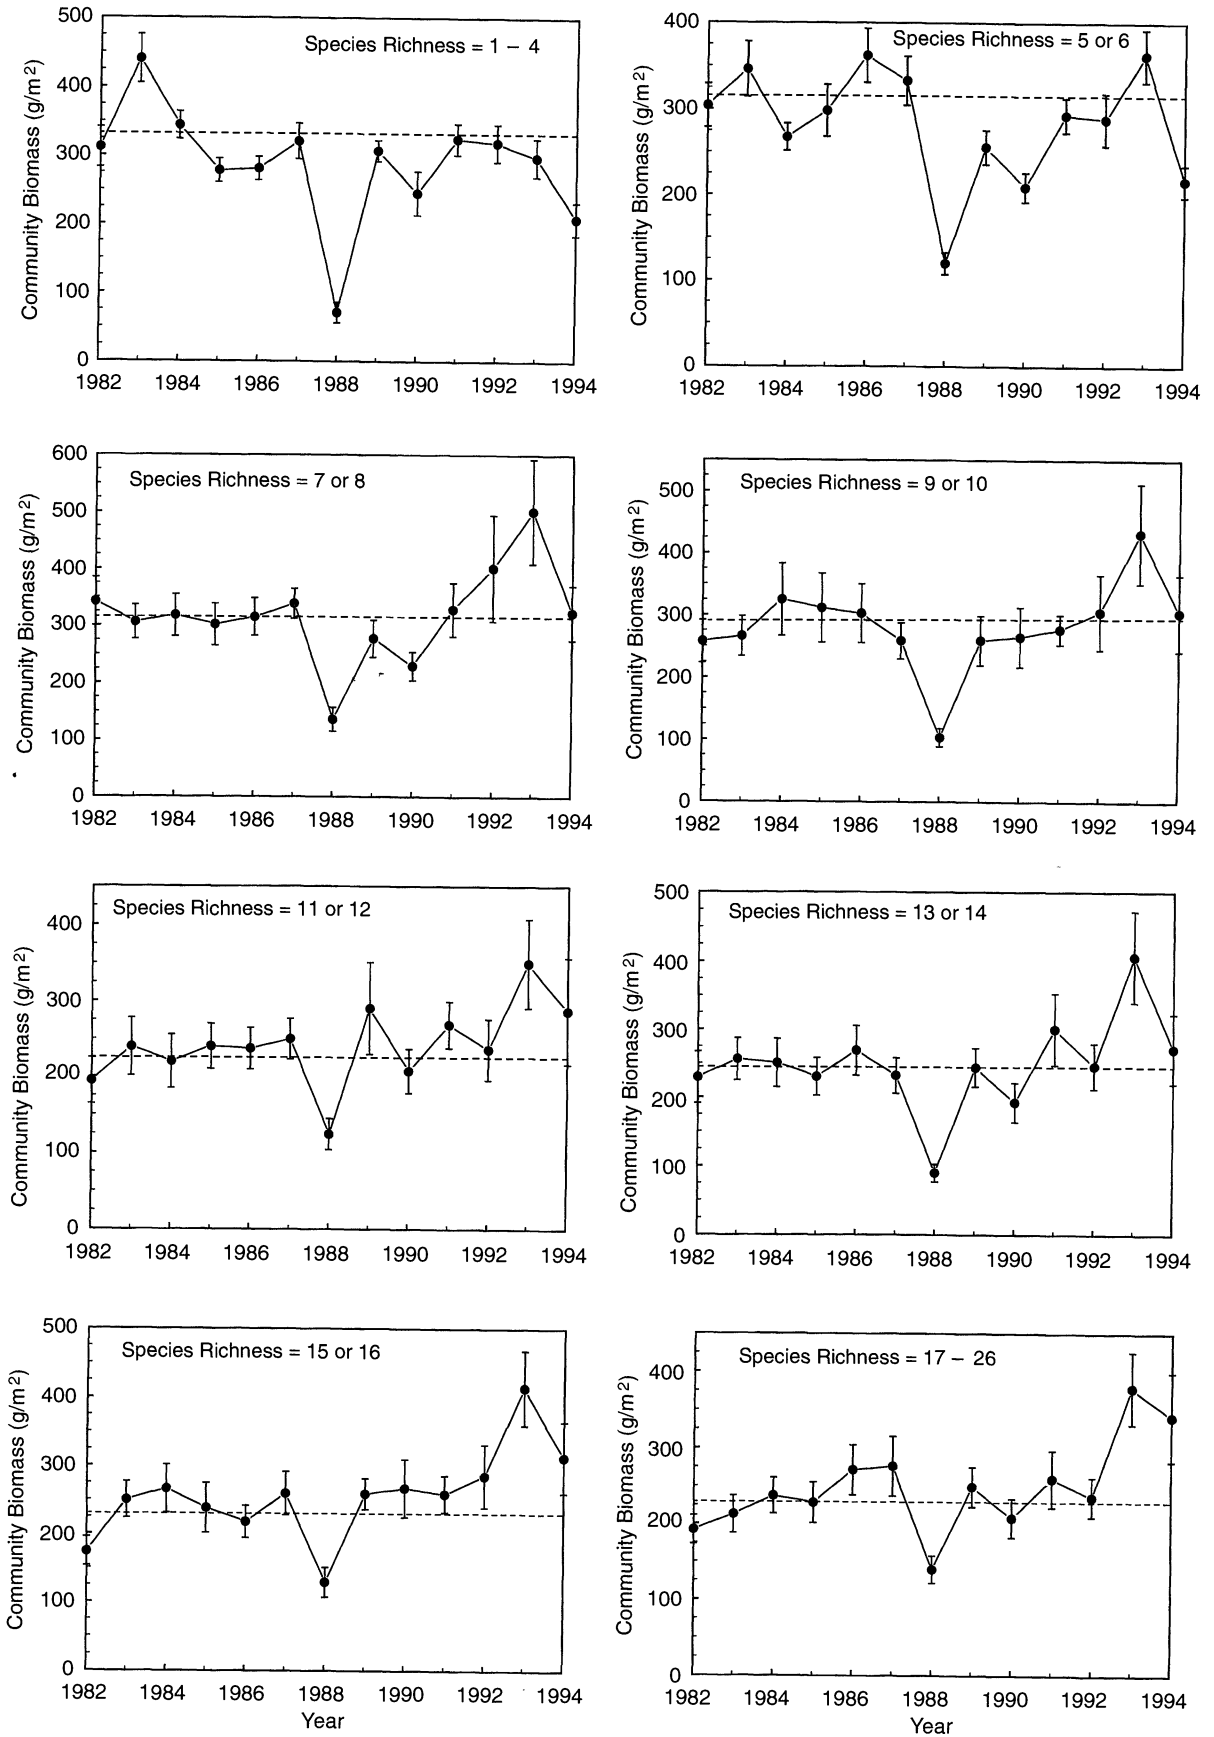 Species Richness = 1 – 4
Community Biomass (g/m2)
500
400
300
200
100
0
1982 1984 1986 1988 1990 1992 1994
Species Richness = 5 or 6
Community Biomass (g/m2)
400
300
200
100
0
1982 1984 1986 1988 1990 1992 1994
Species Richness = 7 or 8
Community Biomass (g/m2)
600
500
400
300
200
100
0
1982 1984 1986 1988 1990 1992 1994
Species Richness = 9 or 10
Community Biomass (g/m2)
500
400
300
200
100
0
1982 1984 1986 1988 1990 1992 1994
Species Richness = 11 or 12
Community Biomass (g/m2)
400
300
200
100
0
1982 1984 1986 1988 1990 1992 1994
Species Richness = 13 or 14
Community Biomass (g/m2)
500
400
300
200
100
0
1982 1984 1986 1988 1990 1992 1994
Species Richness = 15 or 16
Community Biomass (g/m2)
500
400
300
200
100
0
1982 1984 1986 1988 1990 1992 1994
Year
Species Richness = 17 – 26
Community Biomass (g/m2)
400
300
200
100
0
1982 1984 1986 1988 1990 1992 1994
Year